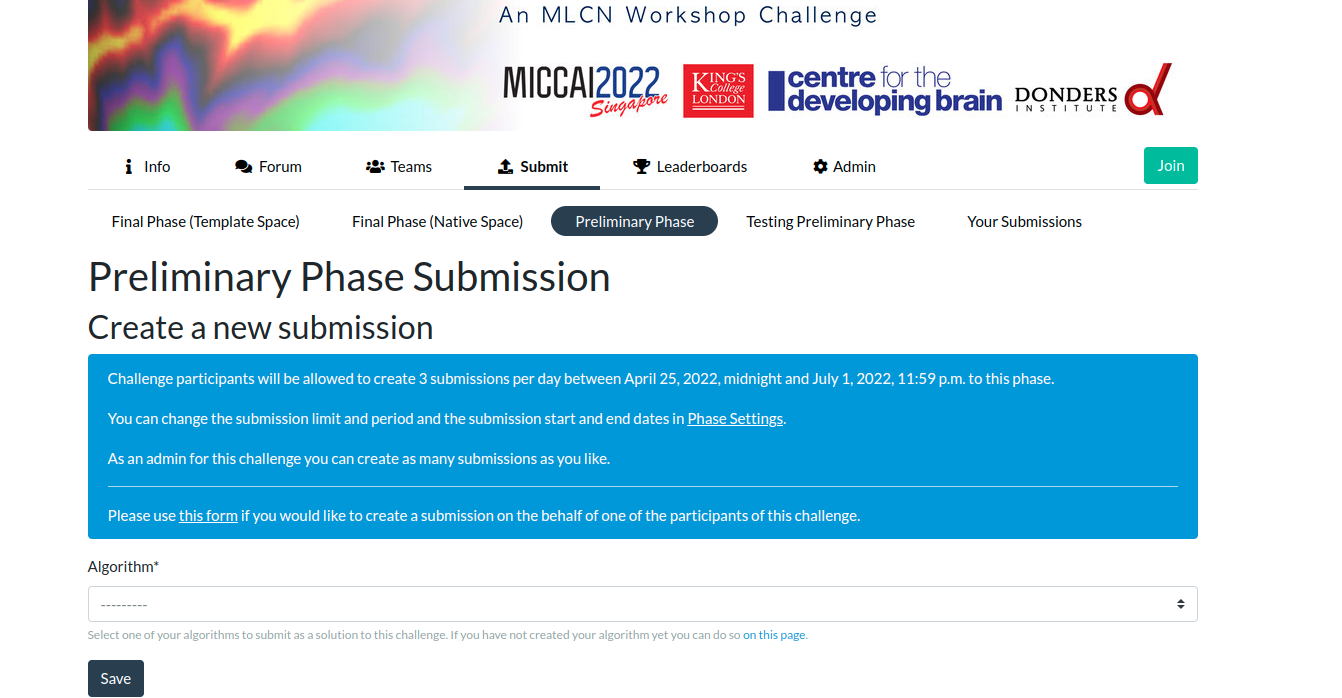 An MLCN Workshop Challenge
MICCAI2022
Singapore
KING'S
College
LONDON
centre for the
developing brain
DONDERS
INSTITUTE
Info
Forum
Teams
Submit
Leaderboards
Admin
Join
Final Phase (Template Space)
Final Phase (Native Space)
Preliminary Phase
Testing Preliminary Phase
Your Submissions
Preliminary Phase Submission
Create a new submission
Challenge participants will be allowed to create 3 submissions per day between April 25, 2022, midnight and July 1, 2022, 11:59 p.m. to this phase.
You can change the submission limit and period and the submission start and end dates in Phase Settings.
As an admin for this challenge you can create as many submissions as you like.
Please use this form if you would like to create a submission on the behalf of one of the participants of this challenge.
Algorithm*
---------
Select one of your algorithms to submit as a solution to this challenge. If you have not created your algorithm yet you can do so on this page.
Save